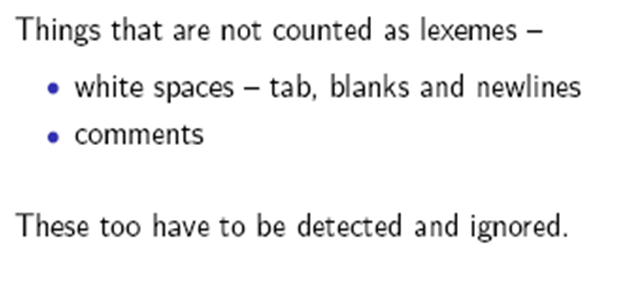 Things that are not counted as lexemes –
• white spaces – tab, blanks and newlines
• comments
These too have to be detected and ignored.